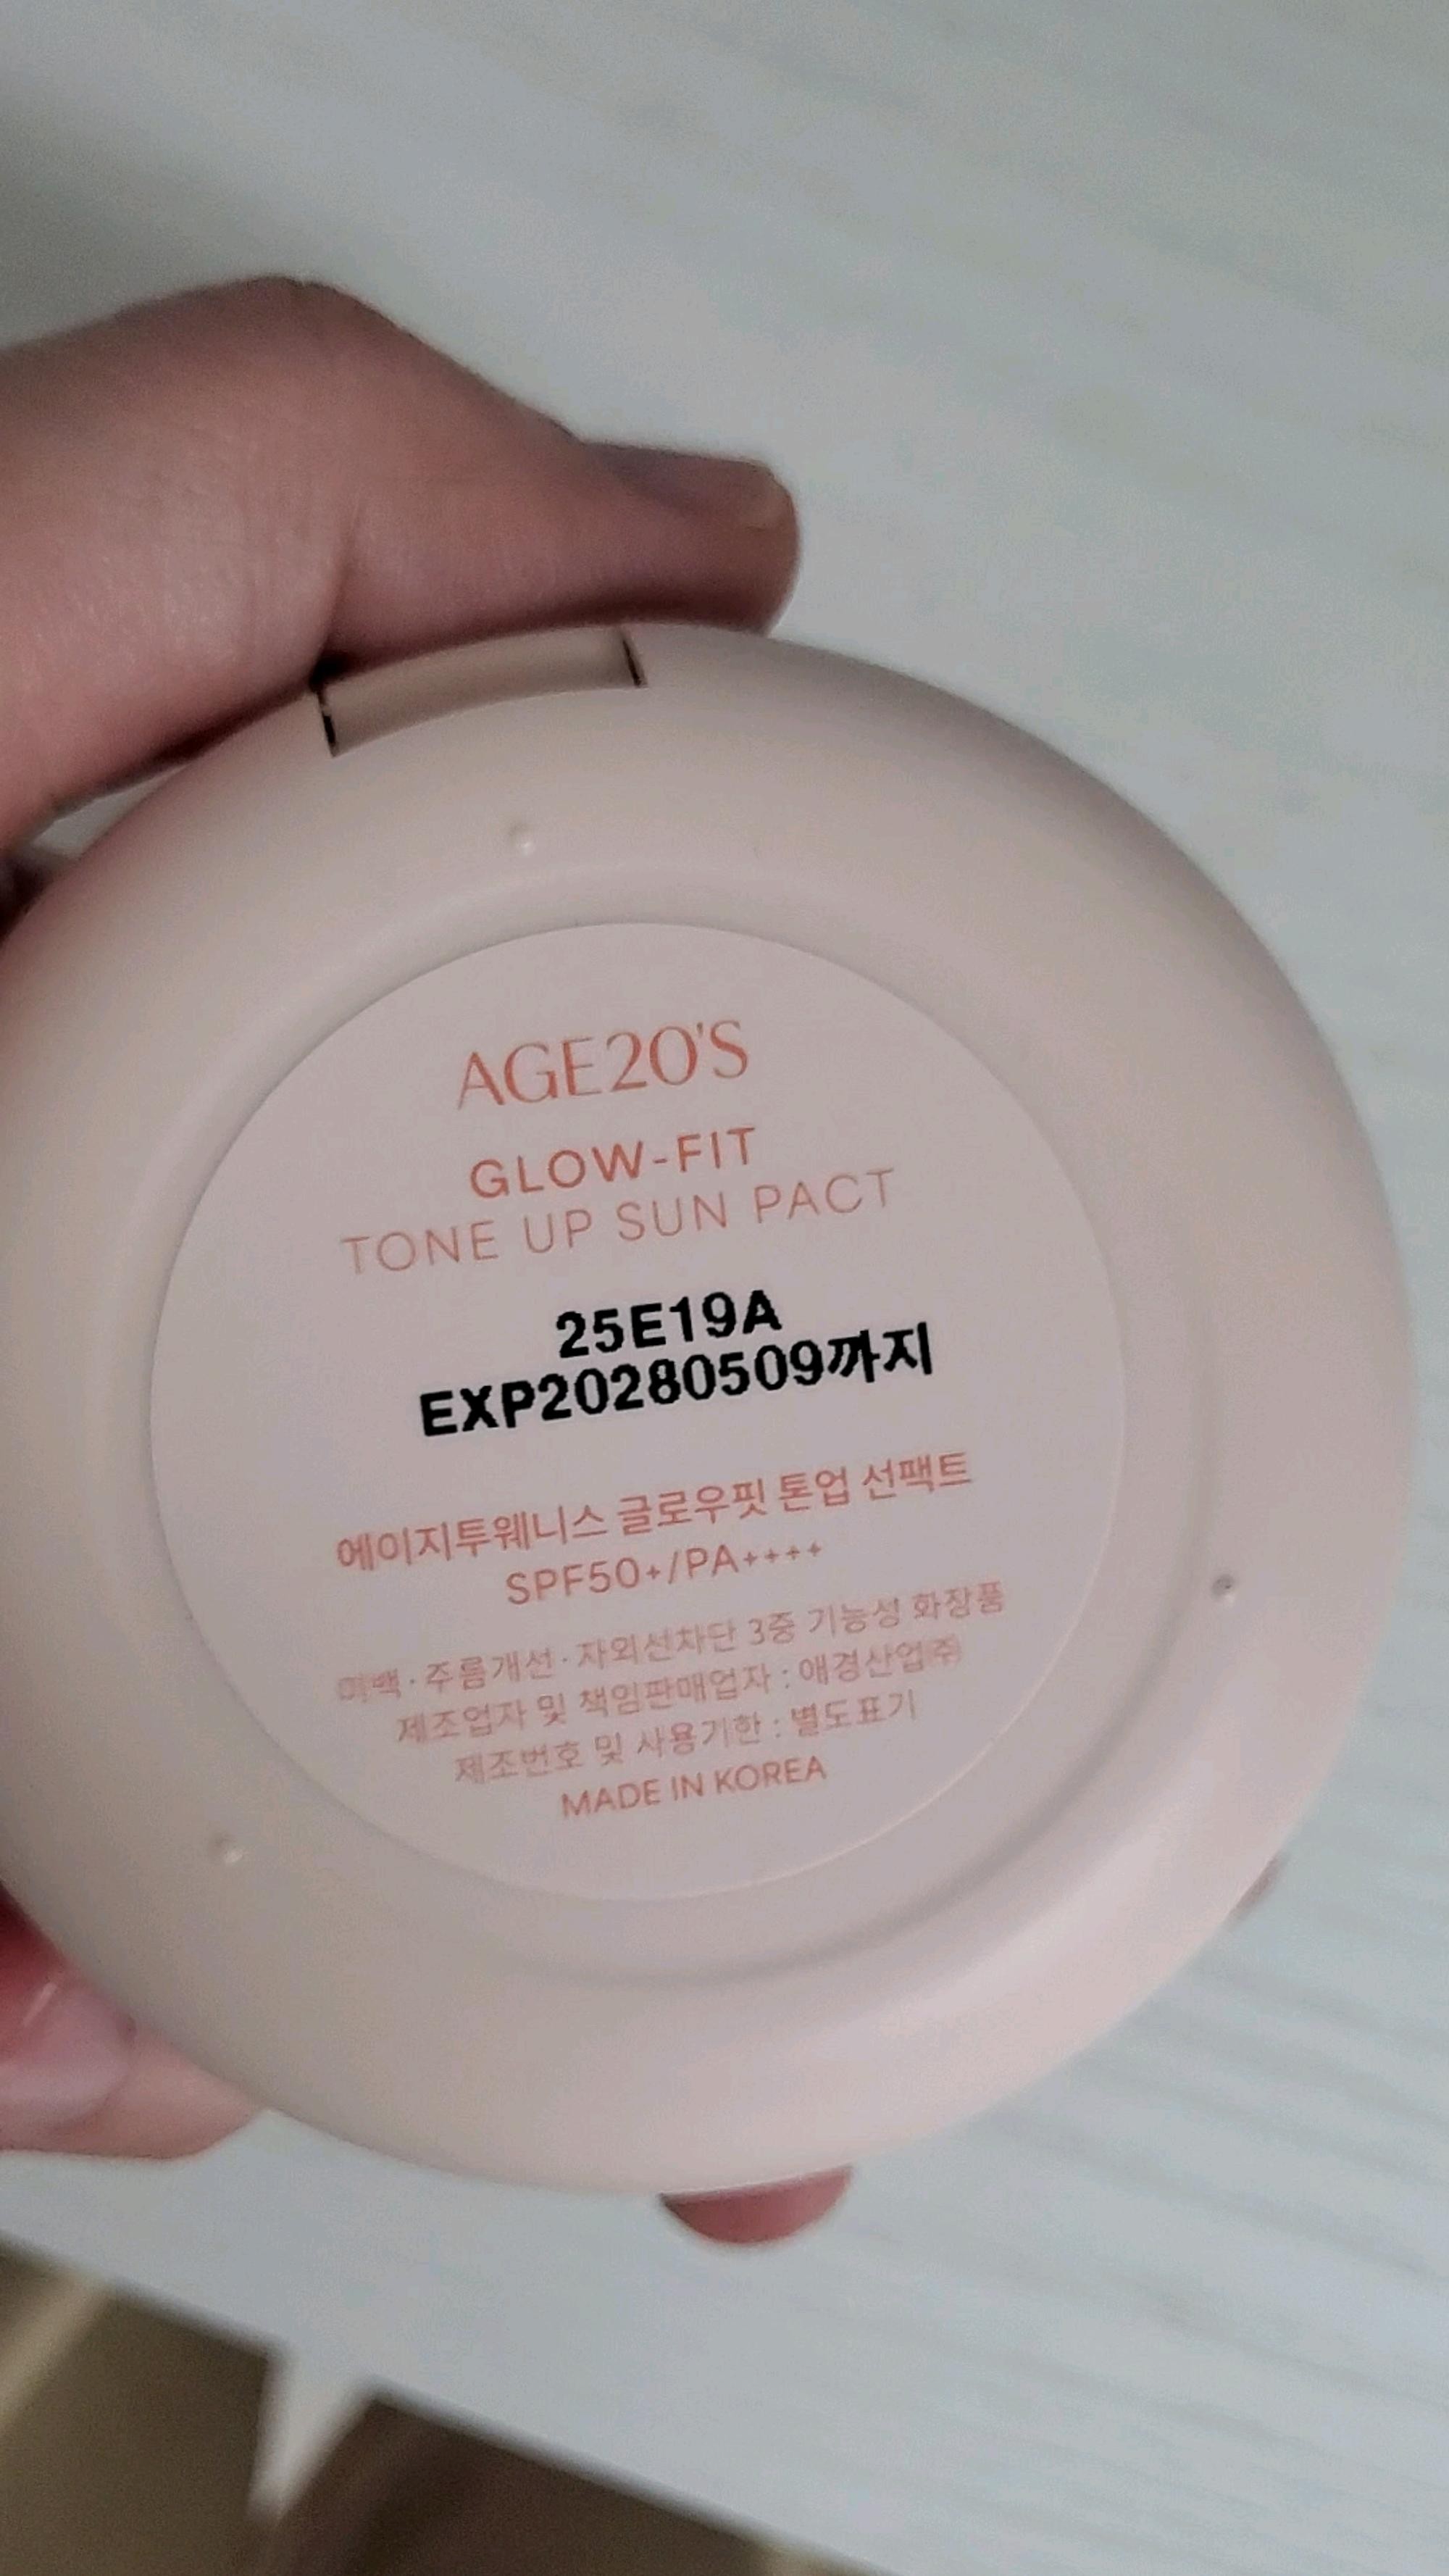 AGE20'S
GLOW-FIT
TONE UP SUN PACT
25E19A
EXP20280509까지
에이지투웨니스 글로우핏 톤업 선팩트
SPF50+/PA++++
미백·주름개선·자외선차단 3중 기능성 화장품
제조업자 및 책임판매업자 : 애경산업㈜
제조번호 및 사용기한 : 별도표기
MADE IN KOREA